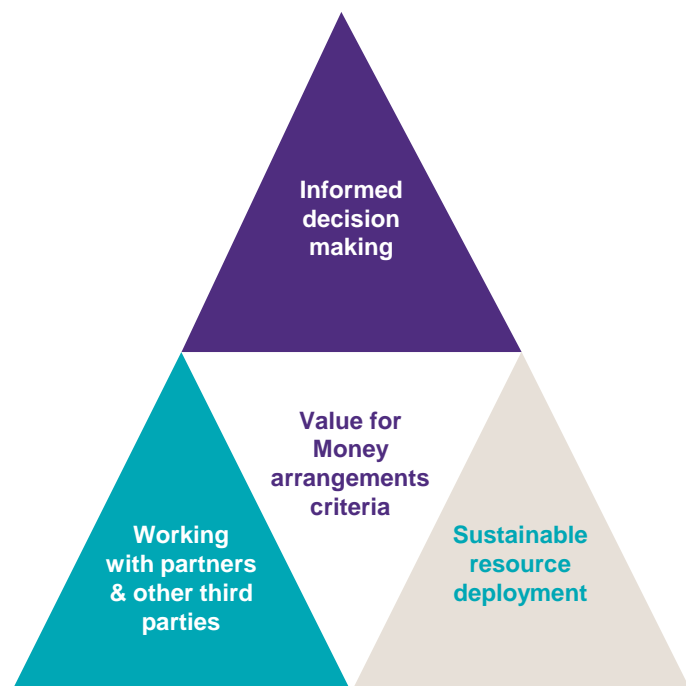 Informed
decision
making
Value for
Money
arrangements
criteria
Working
with partners
& other third
parties
Sustainable
resource
deployment